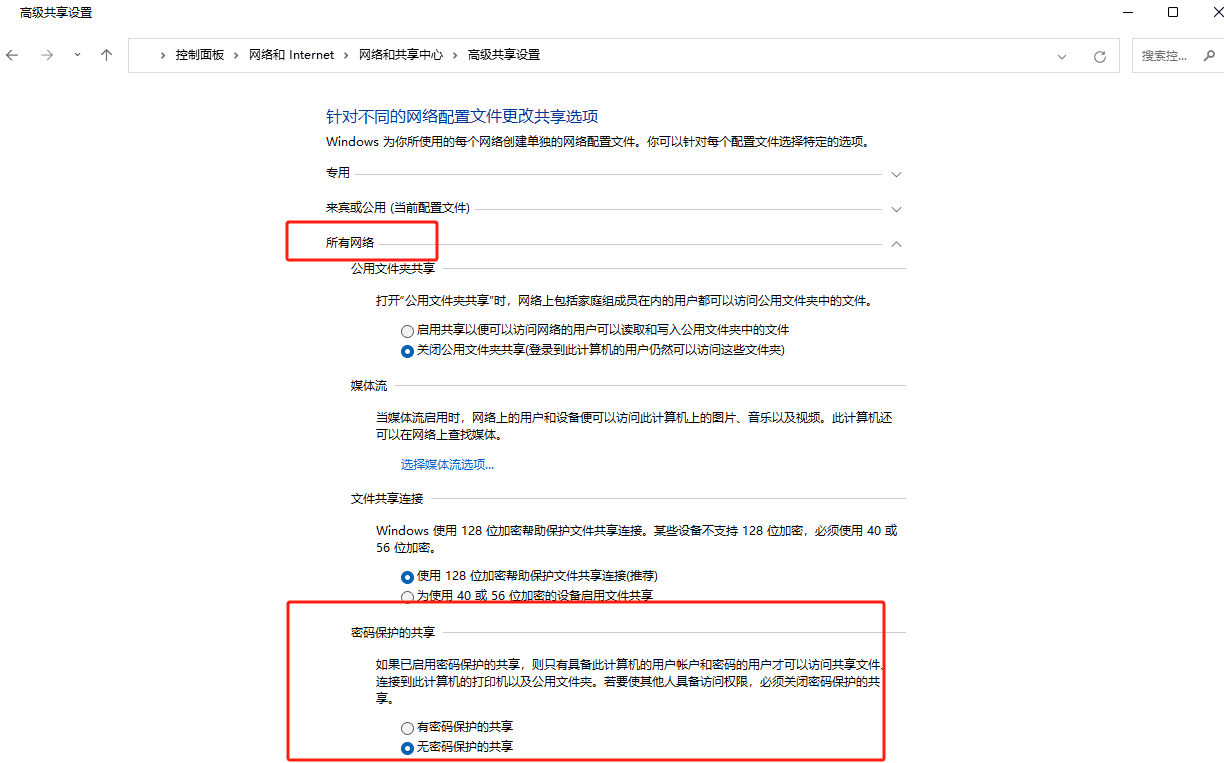 高级共享设置
控制面板 › 网络和 Internet › 网络和共享中心 › 高级共享设置
搜索控...
针对不同的网络配置文件更改共享选项
Windows 为你所使用的每个网络创建单独的网络配置文件。你可以针对每个配置文件选择特定的选项。
专用
来宾或公用 (当前配置文件)
所有网络
公用文件夹共享
打开“公用文件夹共享”时，网络上包括家庭组成员在内的用户都可以访问公用文件夹中的文件。
启用共享以便可以访问网络的用户可以读取和写入公用文件夹中的文件
关闭公用文件夹共享(登录到此计算机的用户仍然可以访问这些文件夹)
媒体流
当媒体流启用时，网络上的用户和设备便可以访问此计算机上的图片、音乐以及视频。此计算机还
可以在网络上查找媒体。
选择媒体流选项...
文件共享连接
Windows 使用 128 位加密帮助保护文件共享连接。某些设备不支持 128 位加密，必须使用 40 或
56 位加密。
使用 128 位加密帮助保护文件共享连接(推荐)
为使用 40 或 56 位加密的设备启用文件共享
密码保护的共享
如果已启用密码保护的共享，则只有具备此计算机的用户帐户和密码的用户才可以访问共享文件、
连接到此计算机的打印机以及公用文件夹。若要使其他人具备访问权限，必须关闭密码保护的共
享。
有密码保护的共享
无密码保护的共享